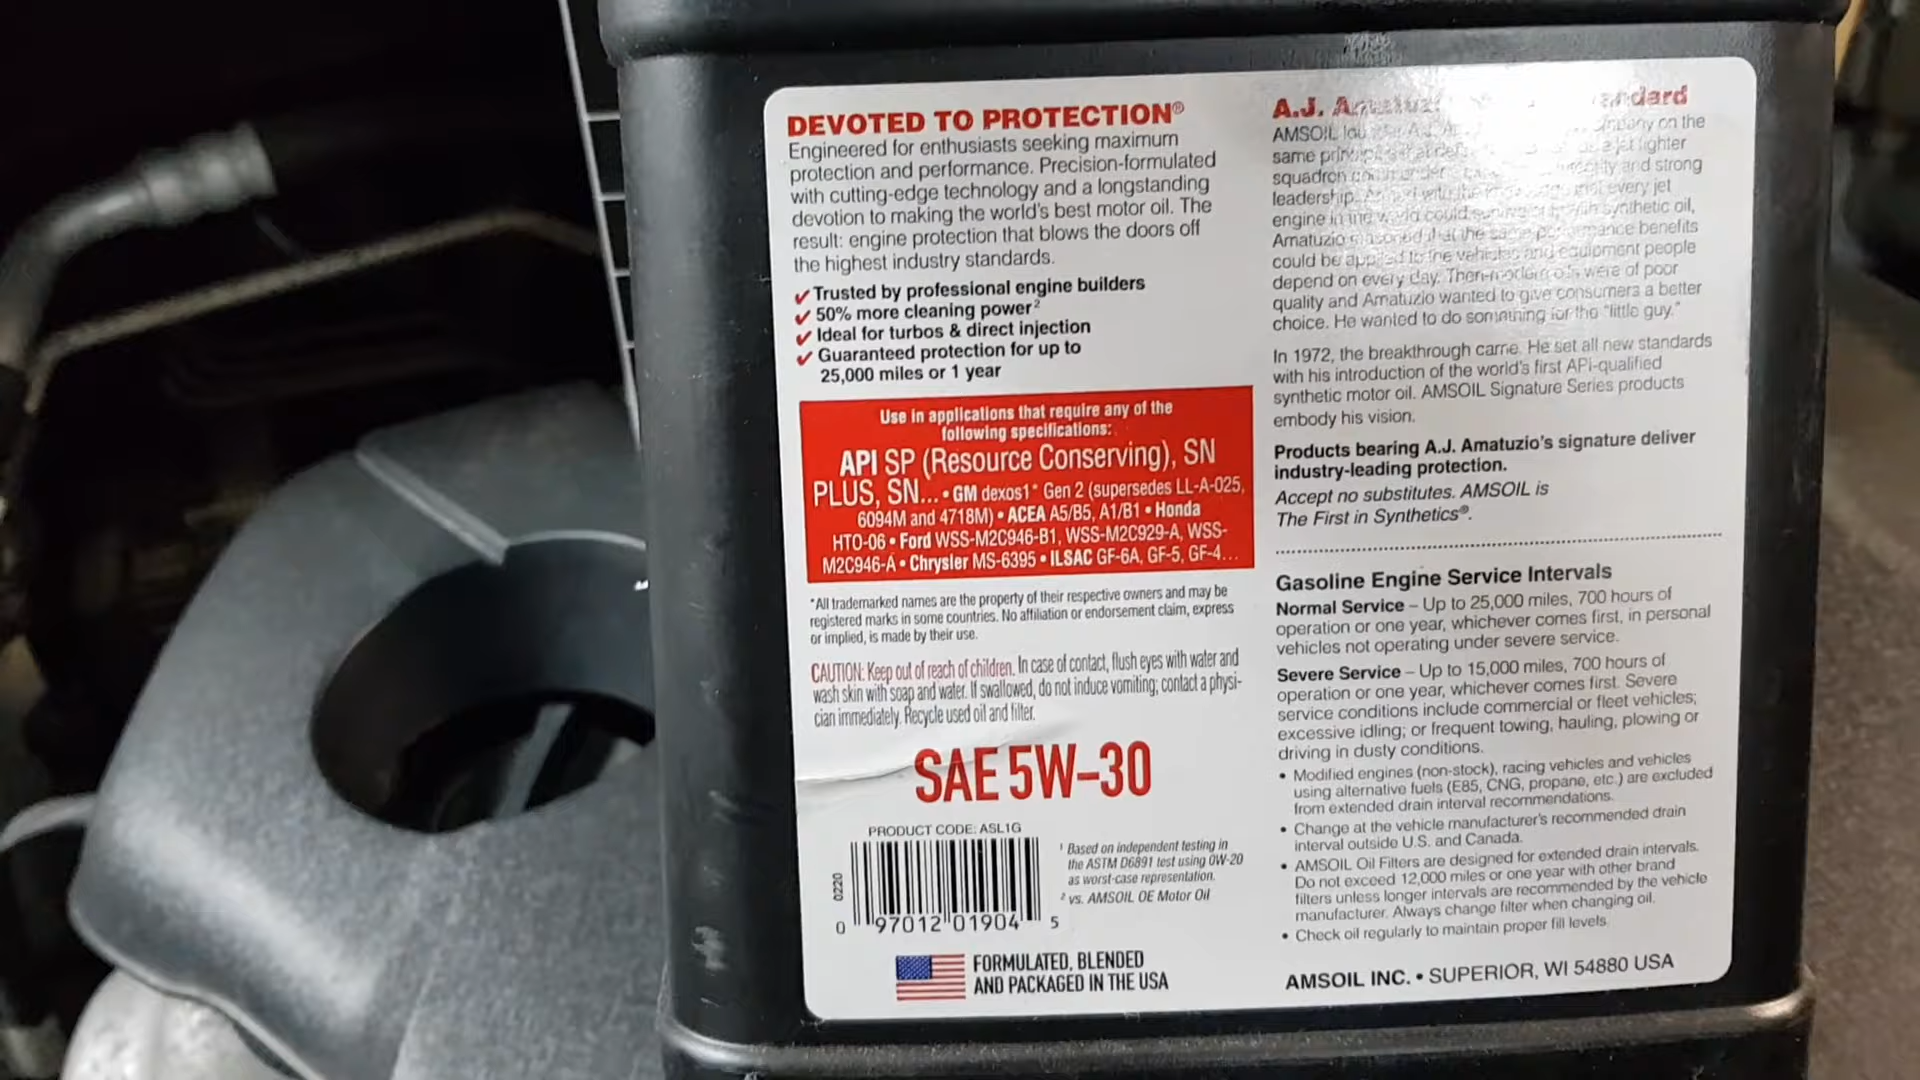 DEVOTED TO PROTECTION®
Engineered for enthusiasts seeking maximum
protection and performance. Precision-formulated
with cutting-edge technology and a longstanding
devotion to making the world's best motor oil. The
result: engine protection that blows the doors off
the highest industry standards.
✓ Trusted by professional engine builders
✓ 50% more cleaning power²
✓ Ideal for turbos & direct injection
✓ Guaranteed protection for up to
25,000 miles or 1 year
Use in applications that require any of the
following specifications:
API SP (Resource Conserving), SN
PLUS, SN... • GM dexos1* Gen 2 (supersedes LL-A-025,
6094M and 4718M) • ACEA A5/B5, A1/B1 • Honda
HTO-06 • Ford WSS-M2C946-B1, WSS-M2C929-A, WSS-
M2C946-A • Chrysler MS-6395 • ILSAC GF-6A, GF-5, GF-4...
*All trademarked names are the property of their respective owners and may be
registered marks in some countries. No affiliation or endorsement claim, express
or implied, is made by their use.
CAUTION: Keep out of reach of children. In case of contact, flush eyes with water and
wash skin with soap and water. If swallowed, do not induce vomiting; contact a physi-
cian immediately. Recycle used oil and filter.
SAE 5W-30
PRODUCT CODE: ASL1G
0220
0 97012 01904 5
¹ Based on independent testing in
the ASTM D6891 test using 0W-20
as worst-case representation.
² vs. AMSOIL OE Motor Oil
FORMULATED, BLENDED
AND PACKAGED IN THE USA
A.J.
AMSOIL on the
same jet fighter
squadron and strong
leadership. every jet
engine in the world could synthetic oil,
Amatuzio reasoned that the same performance benefits
could be applied to the vehicles and equipment people
depend on every day. Then-modern oils were of poor
quality and Amatuzio wanted to give consumers a better
choice. He wanted to do something for the "little guy."
In 1972, the breakthrough came. He set all new standards
with his introduction of the world's first API-qualified
synthetic motor oil. AMSOIL Signature Series products
embody his vision.
Products bearing A.J. Amatuzio's signature deliver
industry-leading protection.
Accept no substitutes. AMSOIL is
The First in Synthetics®.
Gasoline Engine Service Intervals
Normal Service – Up to 25,000 miles, 700 hours of
operation or one year, whichever comes first, in personal
vehicles not operating under severe service.
Severe Service – Up to 15,000 miles, 700 hours of
operation or one year, whichever comes first. Severe
service conditions include commercial or fleet vehicles;
excessive idling; or frequent towing, hauling, plowing or
driving in dusty conditions.
• Modified engines (non-stock), racing vehicles and vehicles
using alternative fuels (E85, CNG, propane, etc.) are excluded
from extended drain interval recommendations.
• Change at the vehicle manufacturer's recommended drain
interval outside U.S. and Canada.
• AMSOIL Oil Filters are designed for extended drain intervals.
Do not exceed 12,000 miles or one year with other brand
filters unless longer intervals are recommended by the vehicle
manufacturer. Always change filter when changing oil.
• Check oil regularly to maintain proper fill levels.
AMSOIL INC. • SUPERIOR, WI 54880 USA